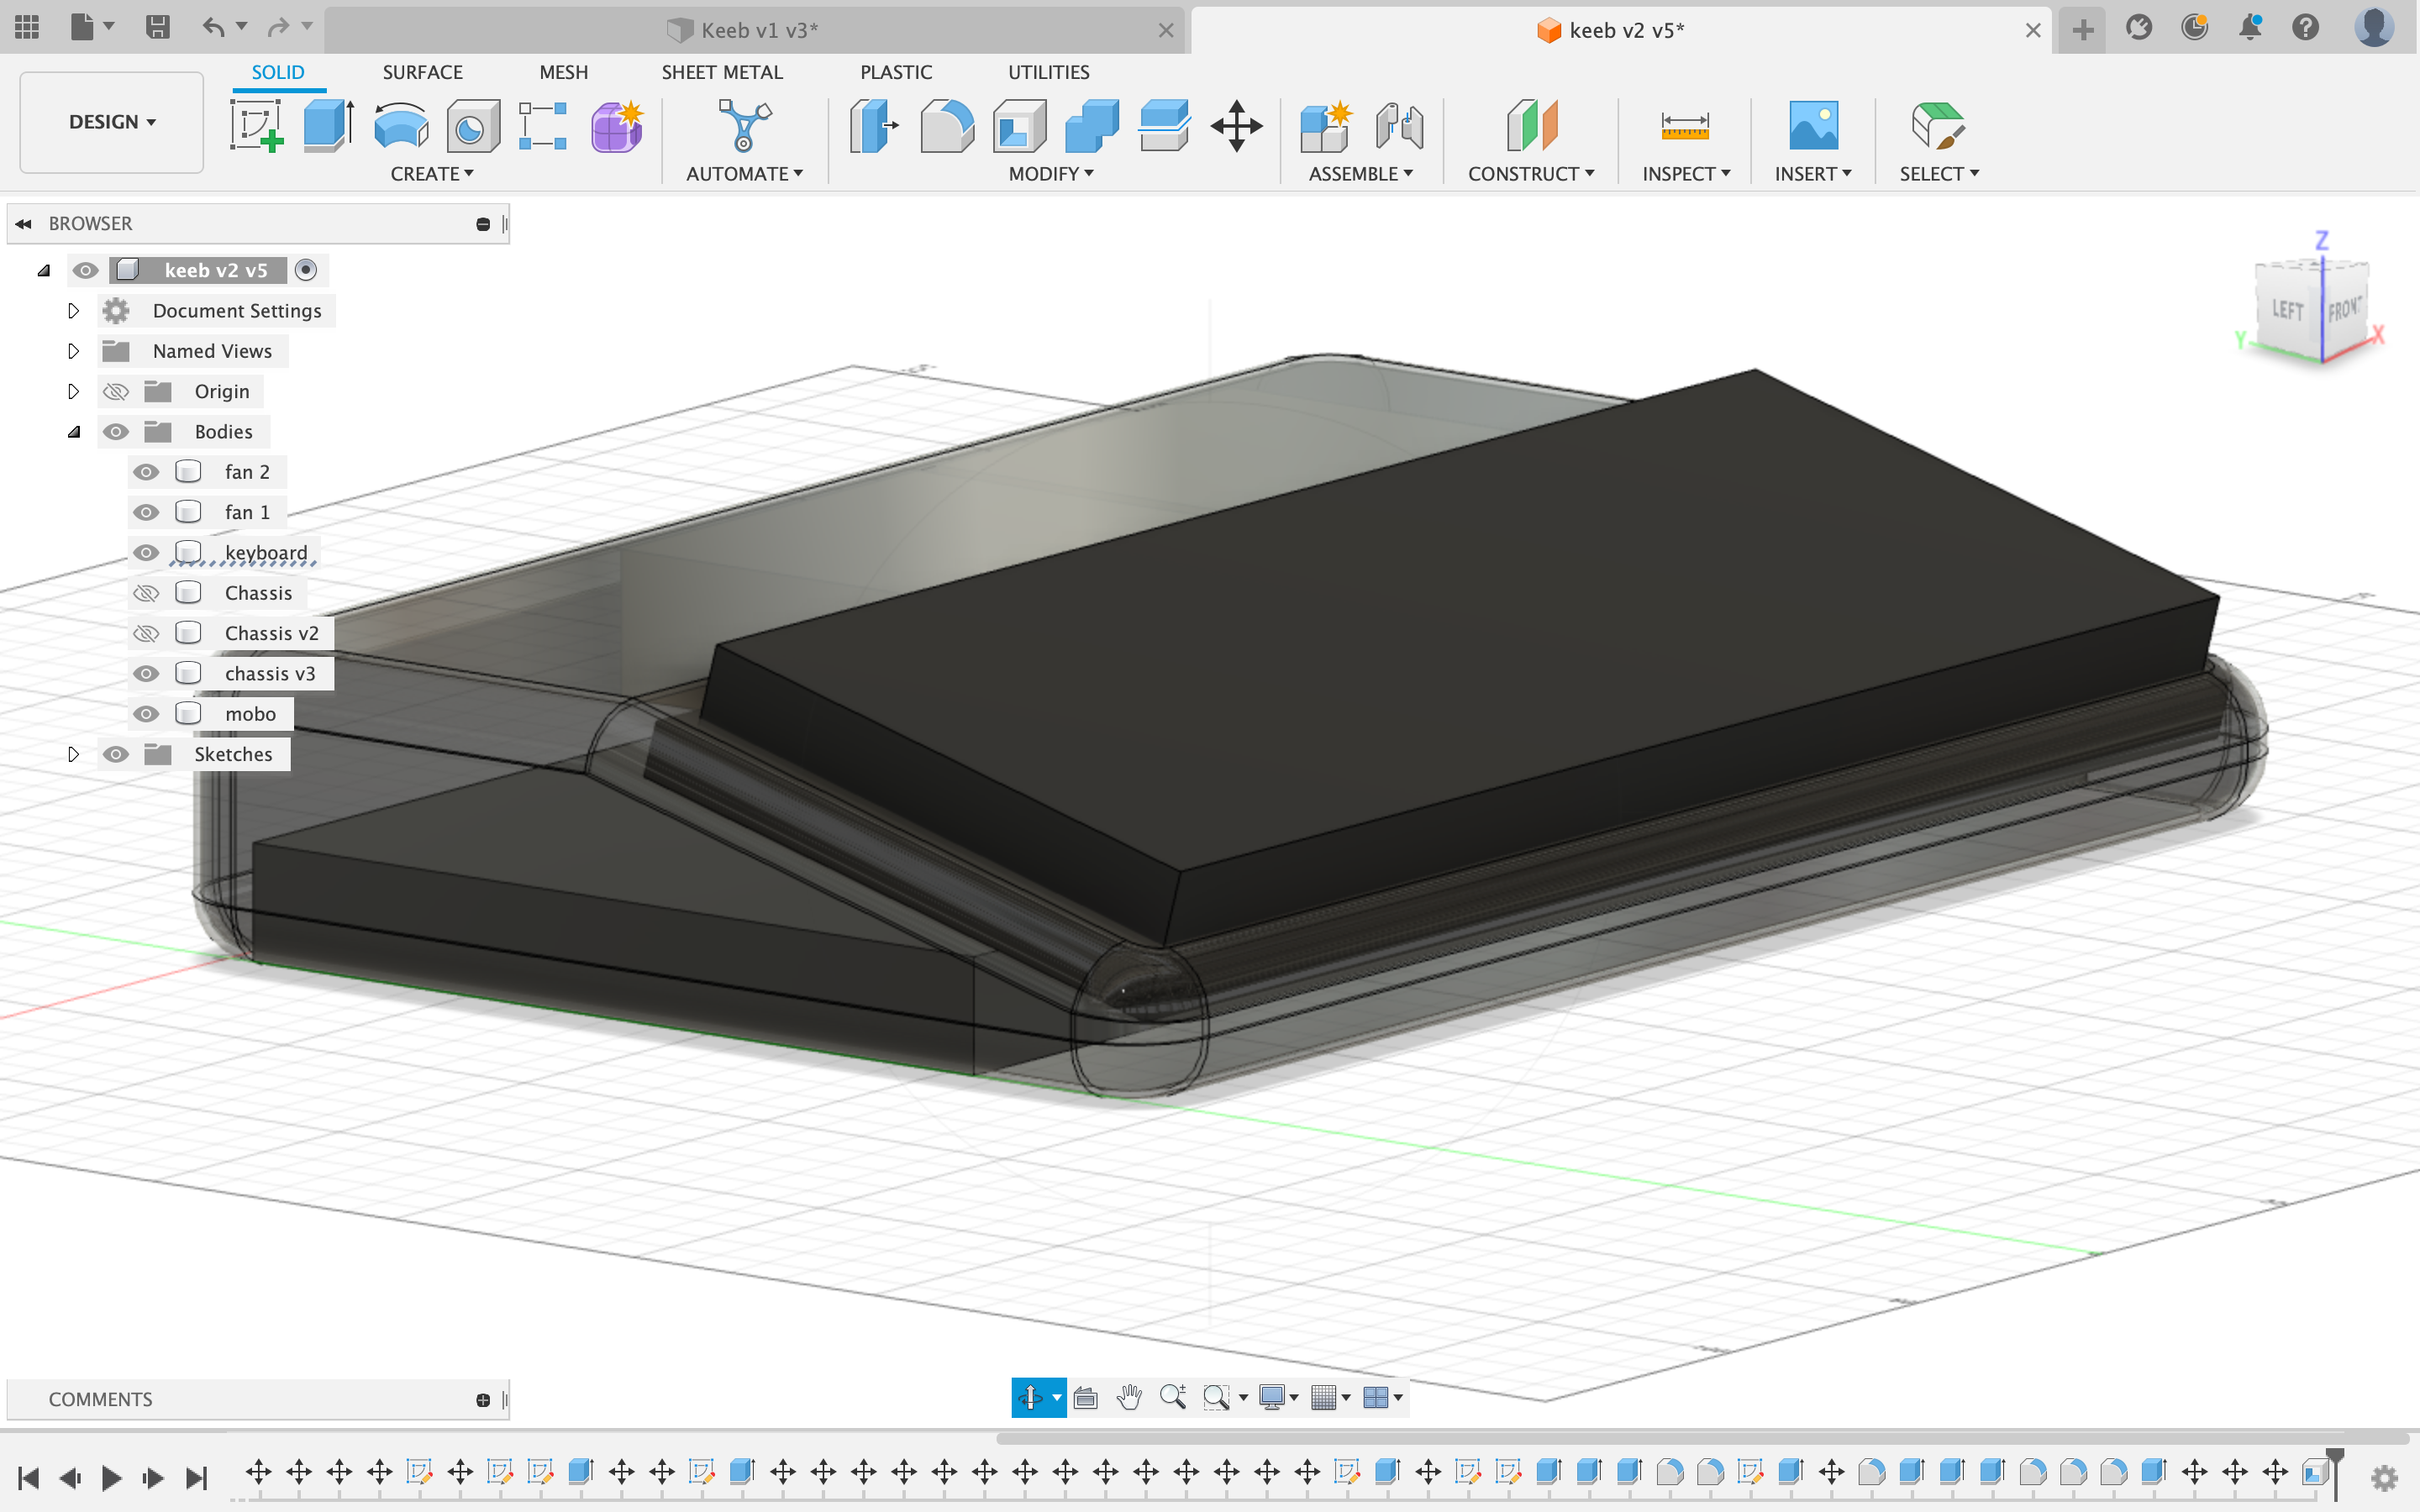 Keeb v1 v3*
keeb v2 v5*
SOLID SURFACE MESH SHEET METAL PLASTIC UTILITIES
DESIGN
CREATE AUTOMATE MODIFY ASSEMBLE CONSTRUCT INSPECT INSERT SELECT
BROWSER
keeb v2 v5
Document Settings
Named Views
Origin
Bodies
fan 2
fan 1
keyboard
Chassis
Chassis v2
chassis v3
mobo
Sketches
Z
LEFT FRONT
Y X
COMMENTS